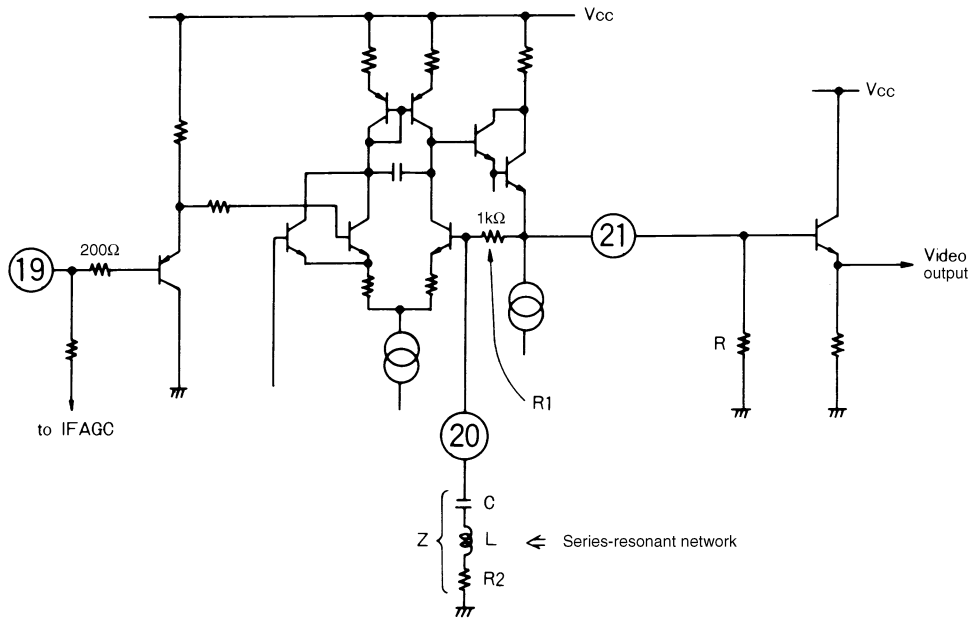 Vcc
Vcc
200Ω
1kΩ
19
21
Video
output
R
R1
to IFAGC
20
C
Z
L
Series-resonant network
R2